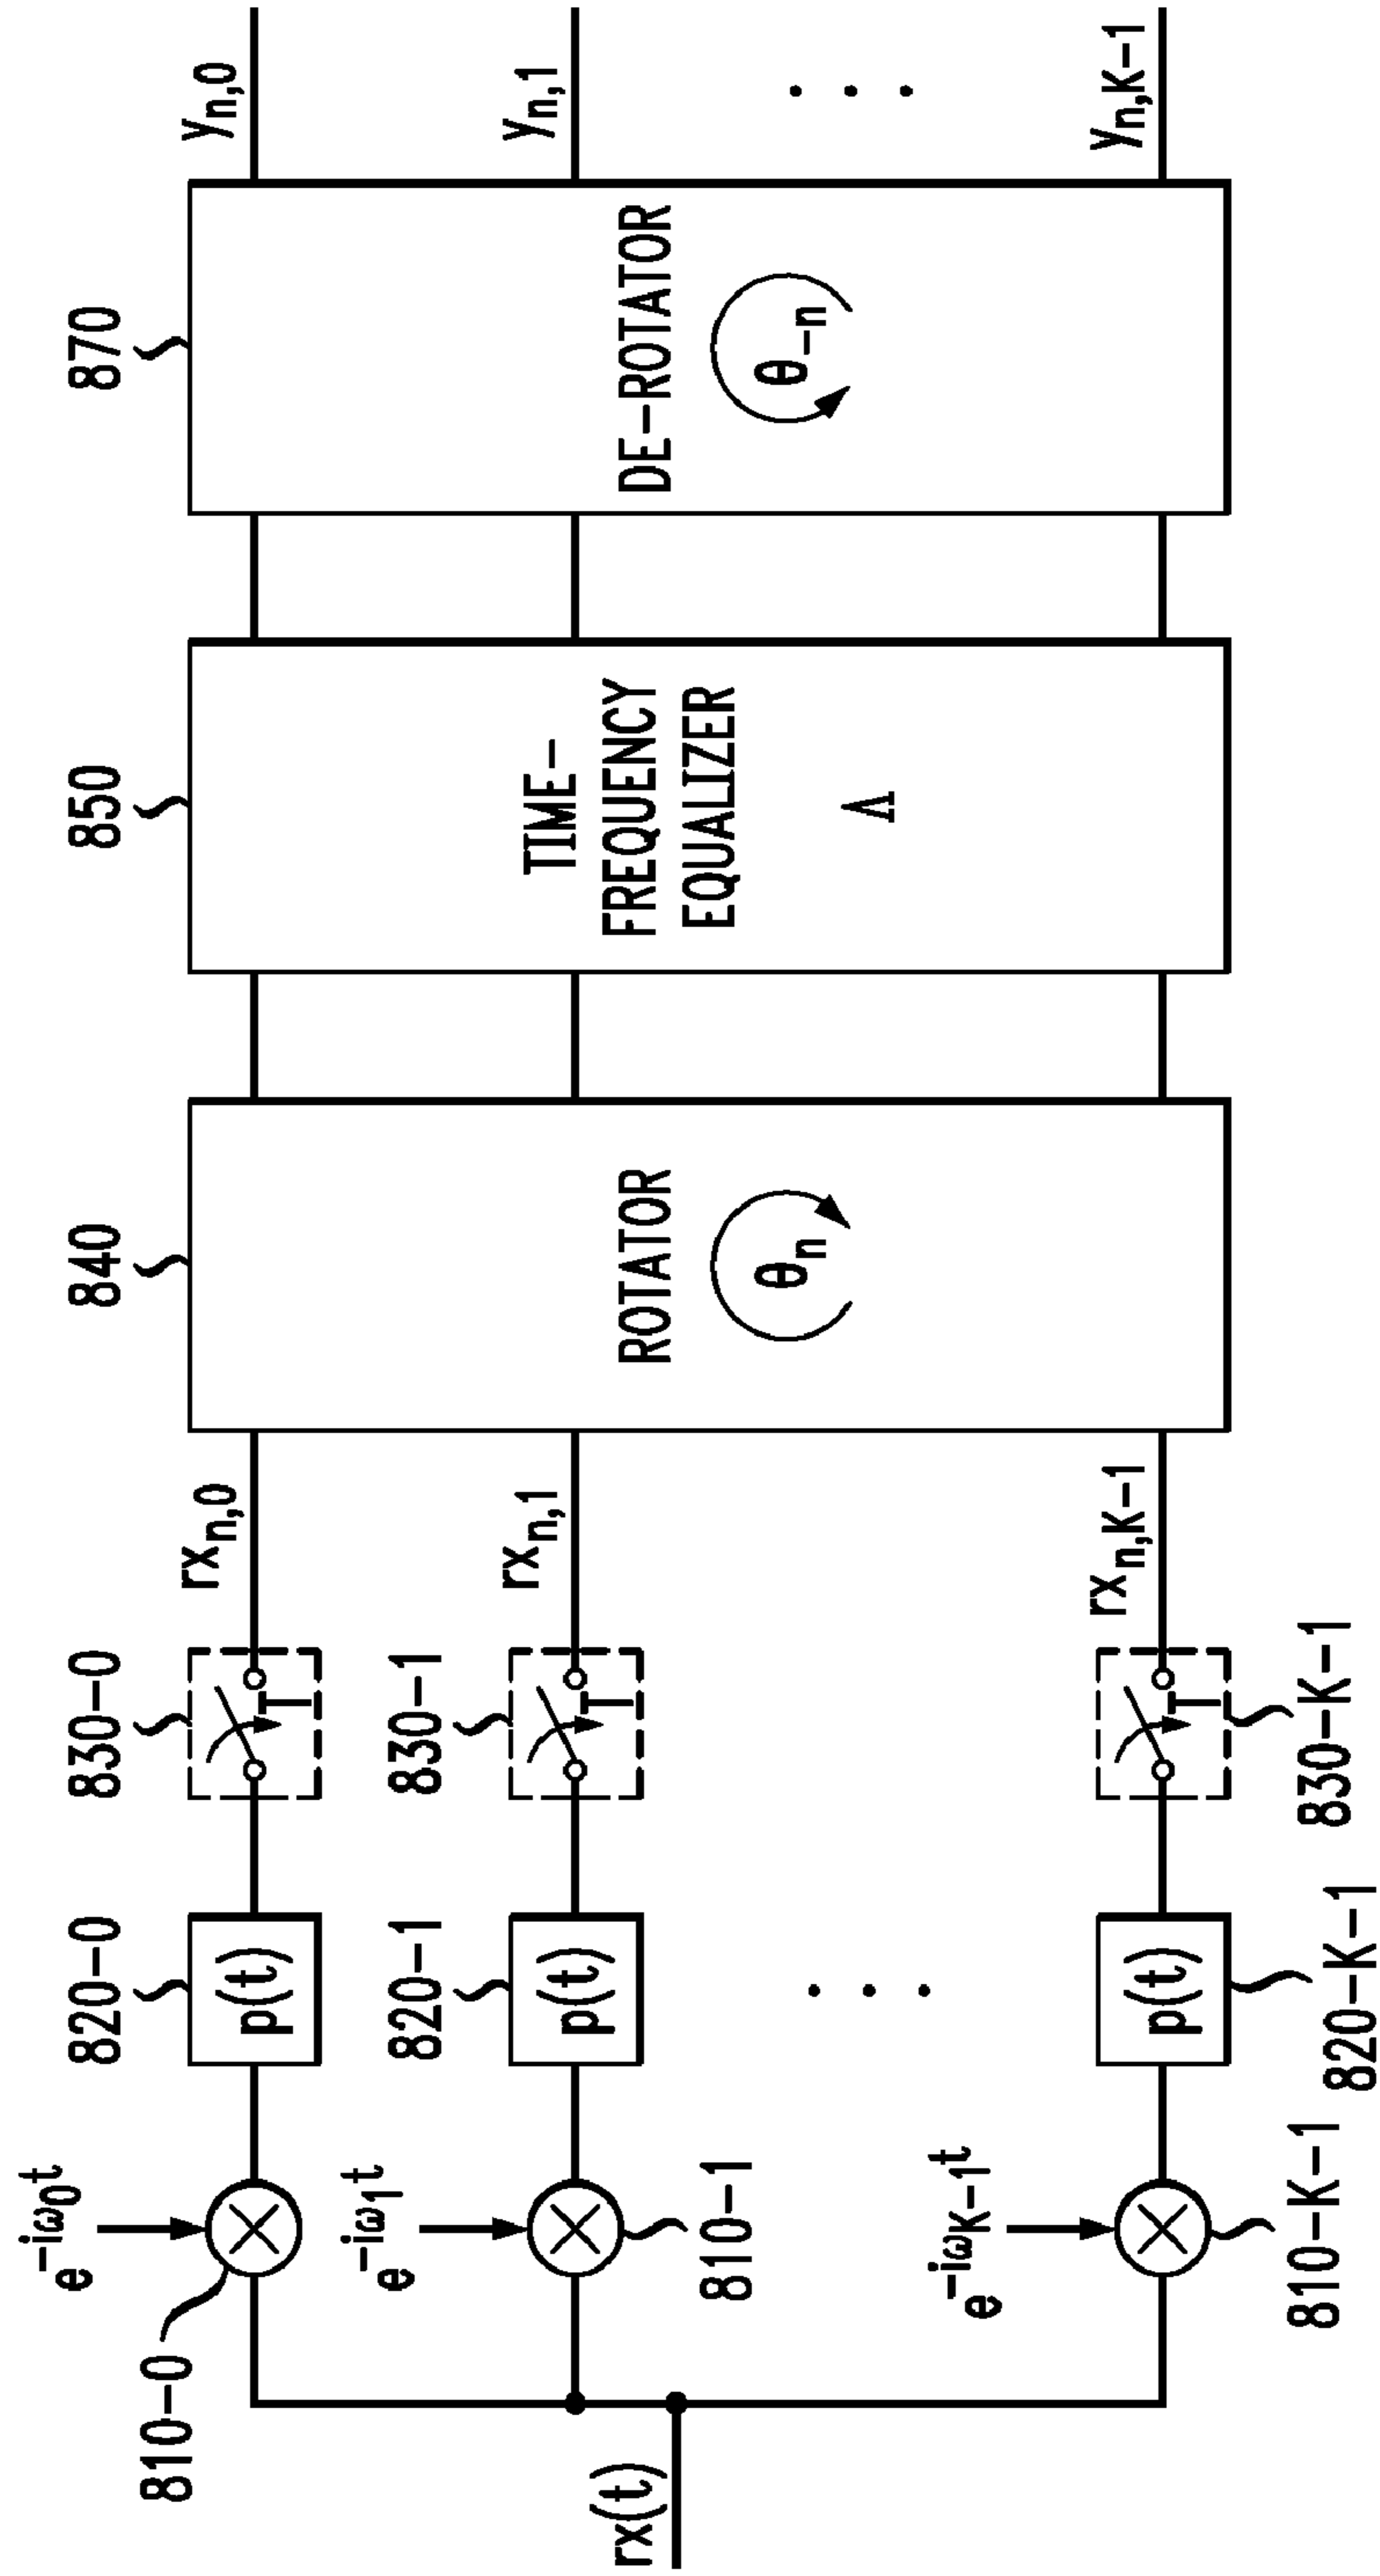 rx(t)
810-0
e^{-iω_0t}
e^{-iω_1t}
810-1
e^{-iω_{K-1}t}
810-K-1
820-0
p(t)
820-1
p(t)
820-K-1
p(t)
. . .
830-0
T
830-1
T
830-K-1
T
rx_{n,0}
rx_{n,1}
rx_{n,K-1}
840
ROTATOR
θ_n
850
TIME-
FREQUENCY
EQUALIZER
Λ
870
DE-ROTATOR
θ_{-n}
y_{n,0}
y_{n,1}
. . .
y_{n,K-1}